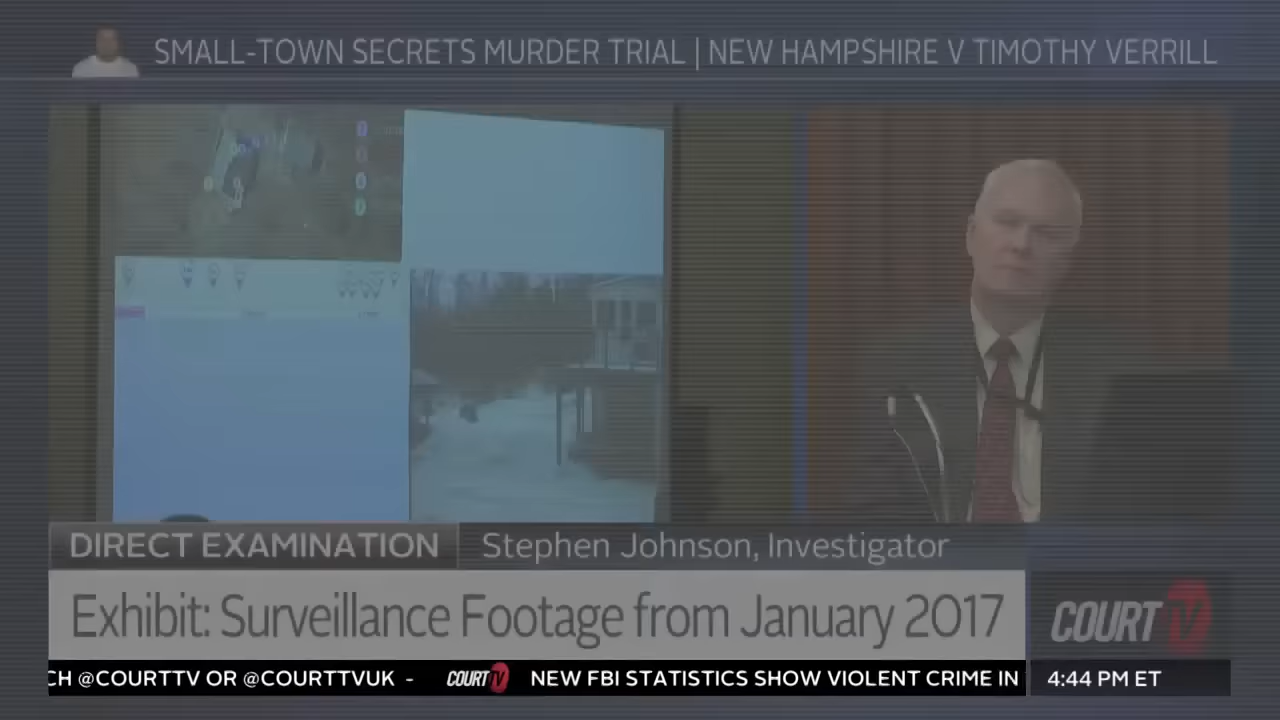 SMALL-TOWN SECRETS MURDER TRIAL | NEW HAMPSHIRE V TIMOTHY VERRILL
DIRECT EXAMINATION
Stephen Johnson, Investigator
Exhibit: Surveillance Footage from January 2017
COURT TV
CH @COURTTV OR @COURTTVUK - COURT TV NEW FBI STATISTICS SHOW VIOLENT CRIME IN
4:44 PM ET